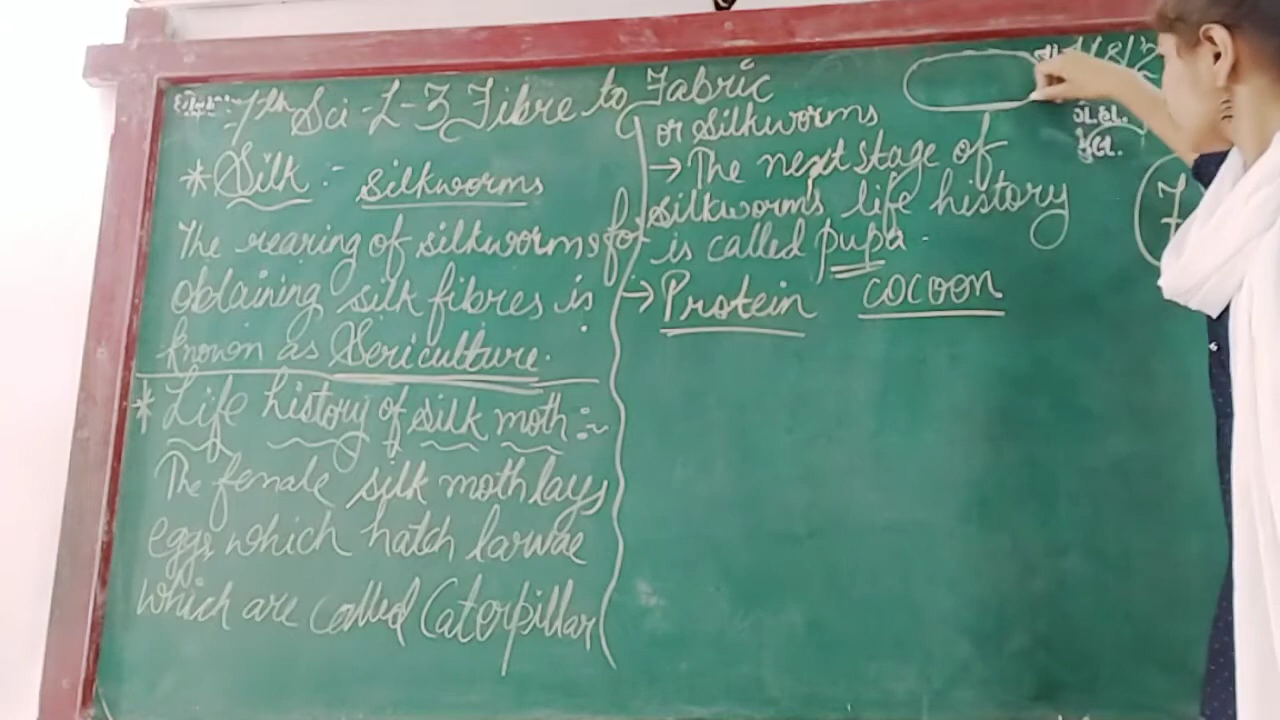 7th Sci-L-3 Fibre to Fabric
* Silk :- silkworms
The rearing of silkworms for
obtaining silk fibres is
known as Sericulture.
* Life history of silk moth :~
The female silk moth lays
eggs, which hatch larvae
which are called Caterpillar
or Silkworms
→ The next stage of
silkworms life history
is called pupa.
→ Protein cocoon
7